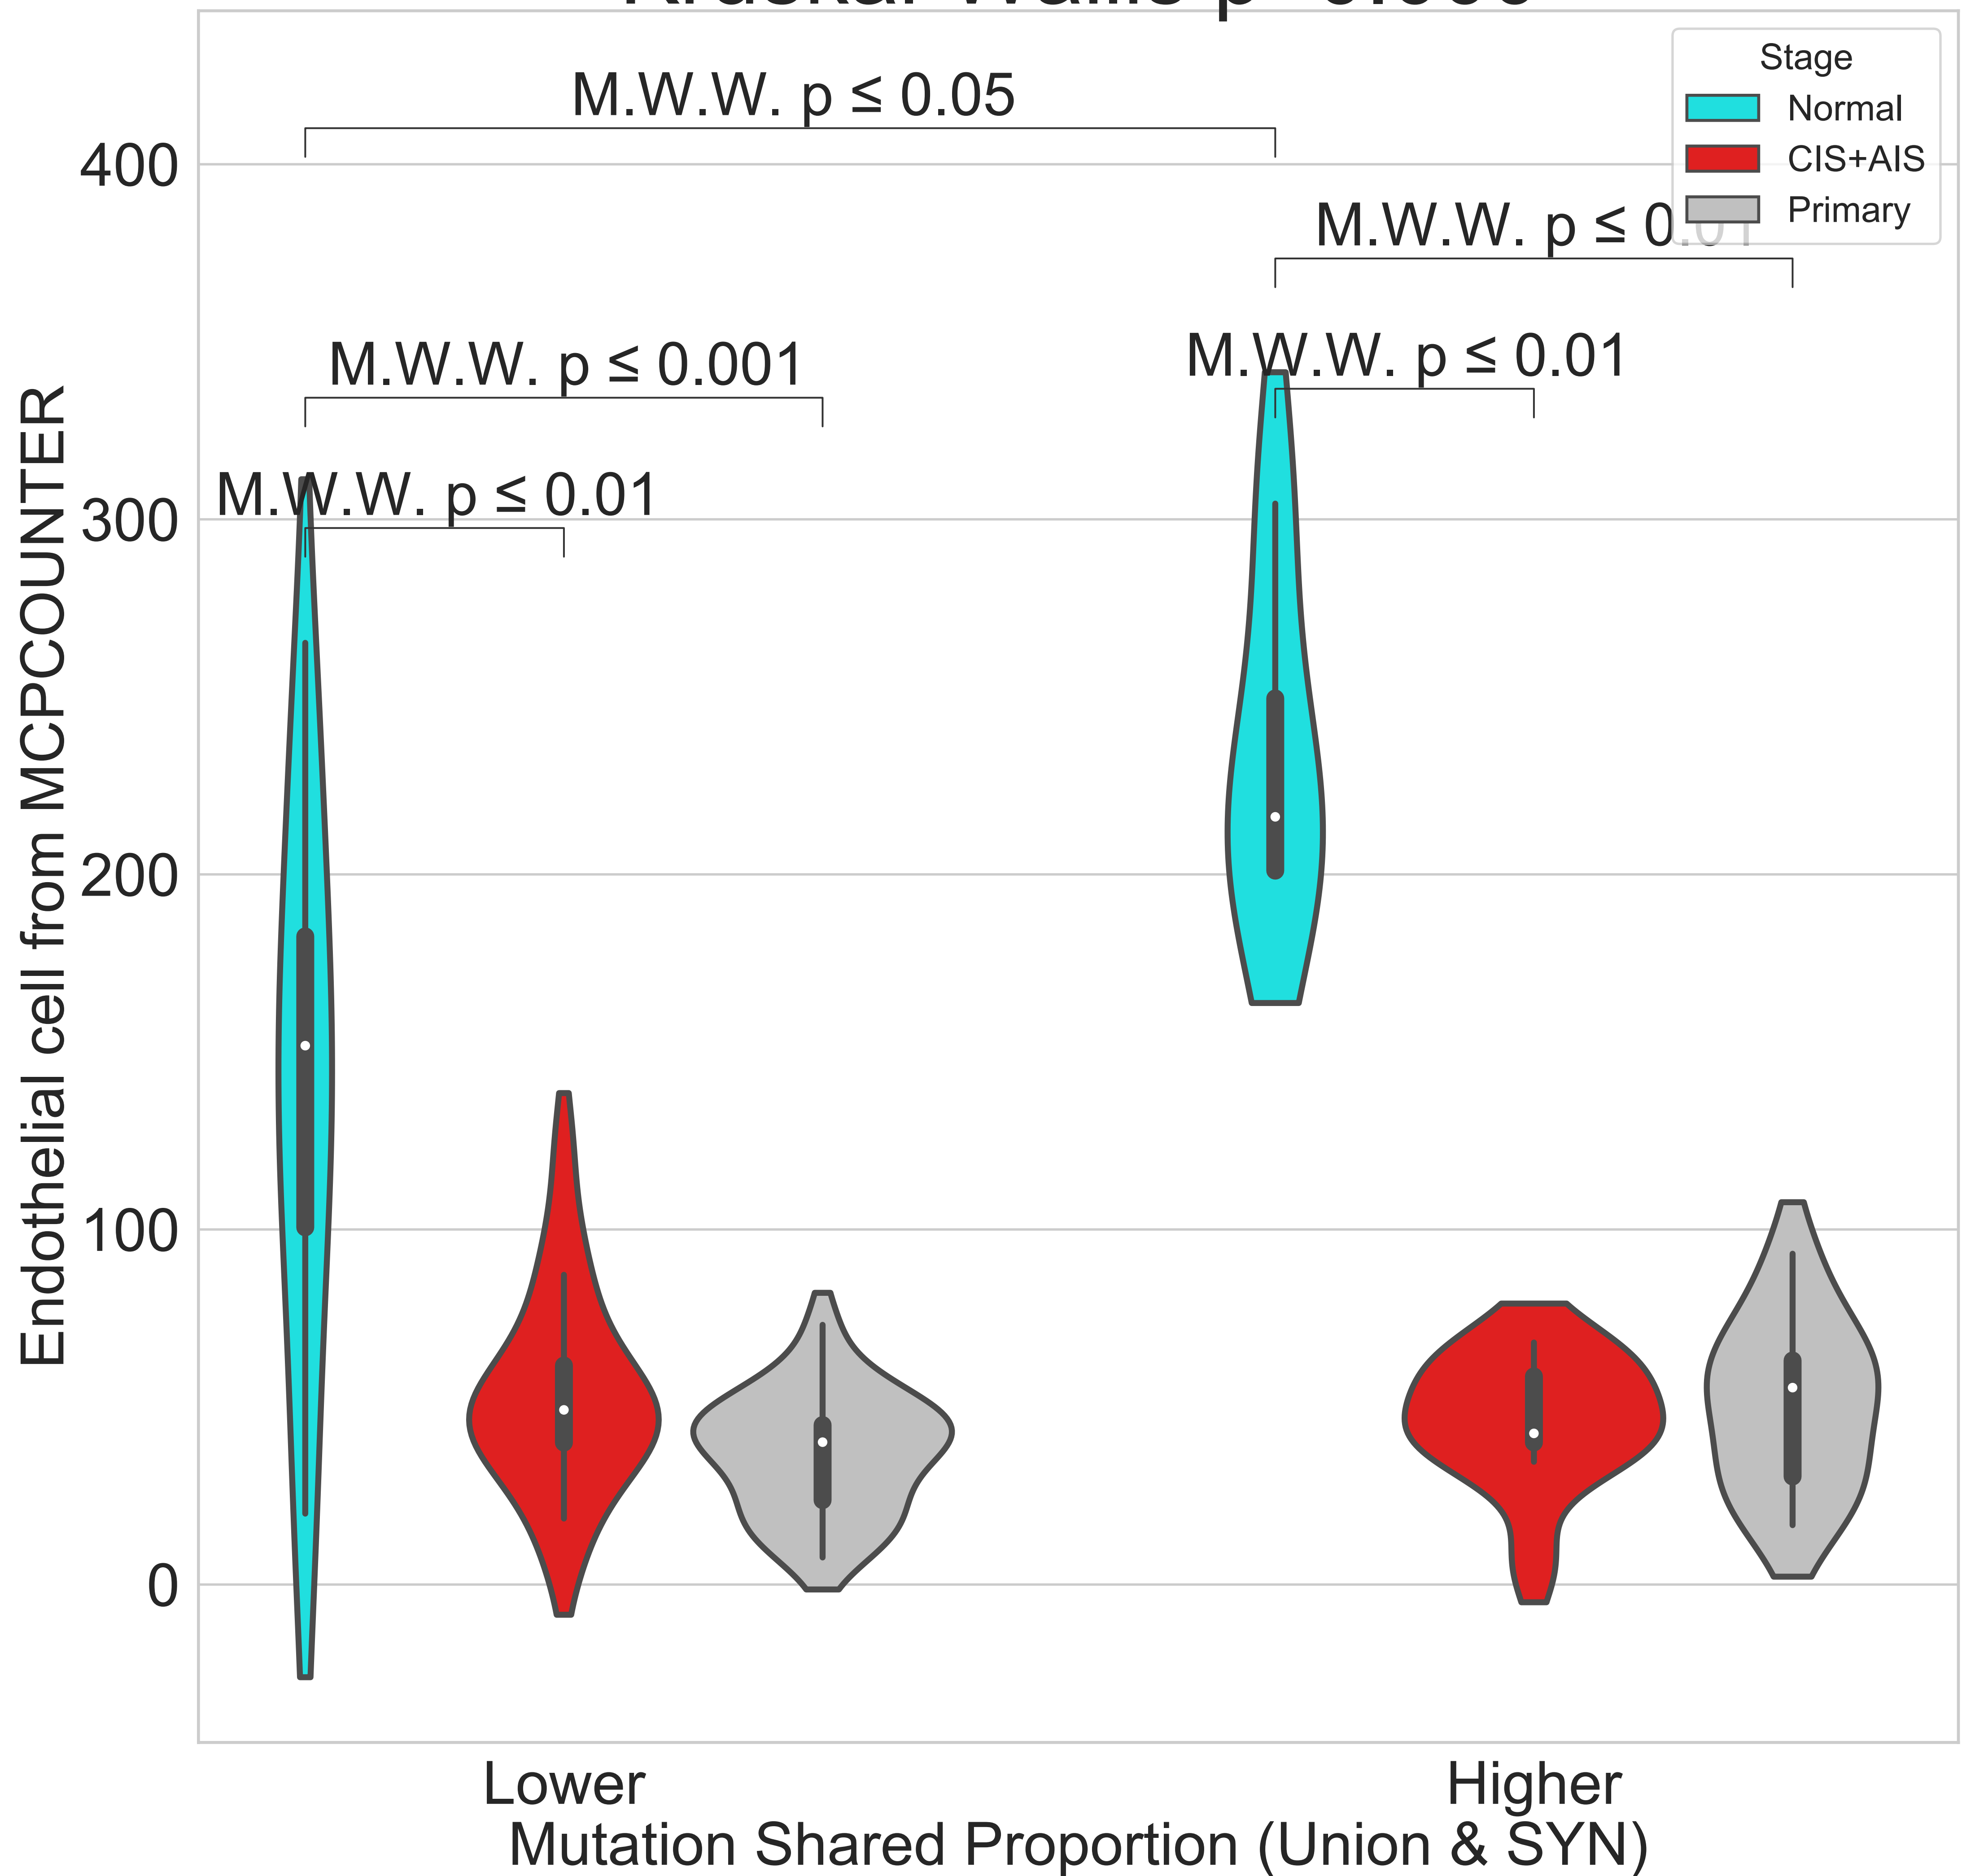 M.W.W. p ≤ 0.05
Stage
Normal
CIS+AIS
Primary
400
M.W.W. p ≤ 0.01
M.W.W. p ≤ 0.001
M.W.W. p ≤ 0.01
M.W.W. p ≤ 0.01
300
200
100
0
Endothelial cell from MCPCOUNTER
Lower
Higher
Mutation Shared Proportion (Union & SYN)